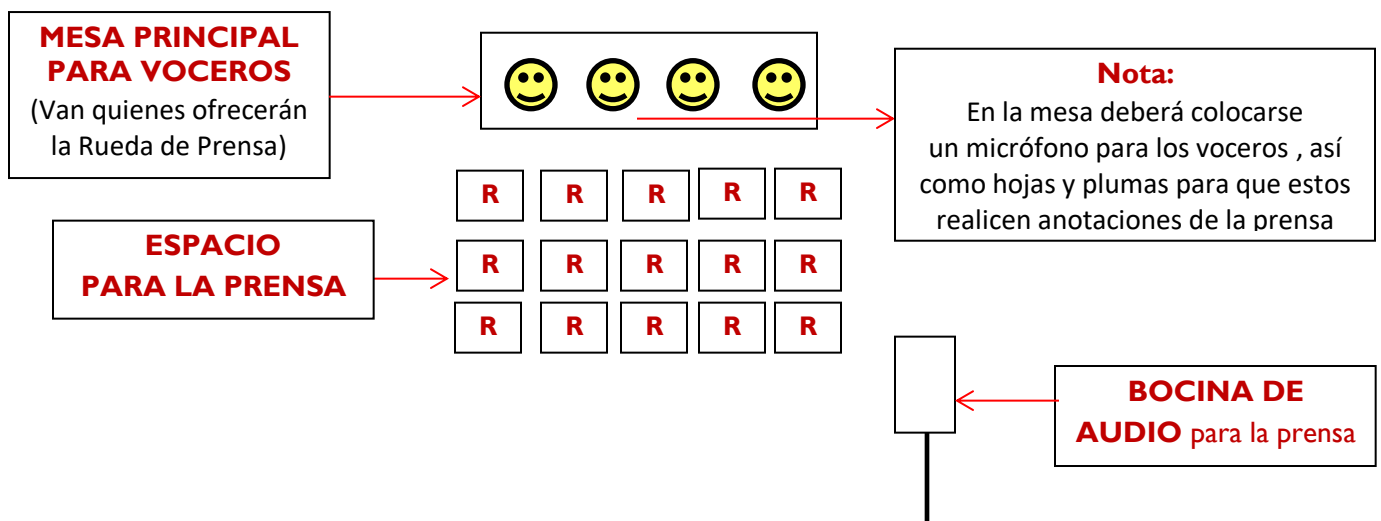 MESA PRINCIPAL
PARA VOCEROS
(Van quienes ofrecerán
la Rueda de Prensa)
Nota:
En la mesa deberá colocarse
un micrófono para los voceros , así
como hojas y plumas para que estos
realicen anotaciones de la prensa
R R R R R
ESPACIO
PARA LA PRENSA
R R R R R
R R R R R
BOCINA DE
AUDIO para la prensa